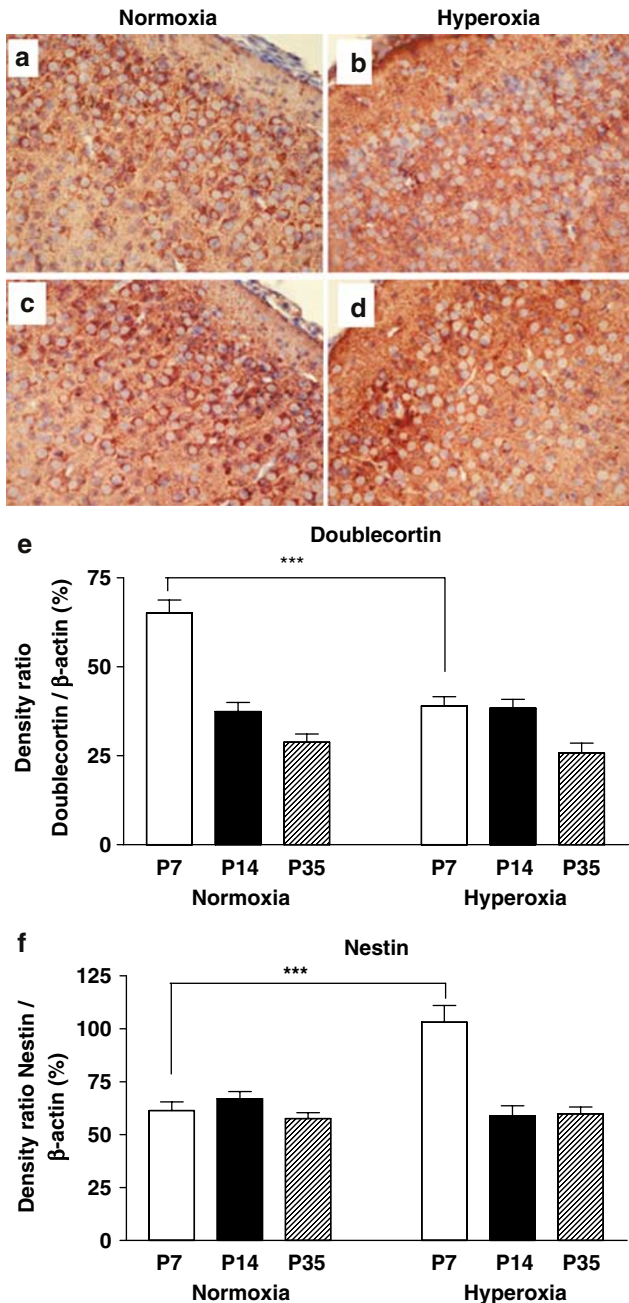 Normoxia Hyperoxia
a b
c d
e Doublecortin
***
Density ratio
Doublecortin / β-actin (%)
75
50
25
0
P7 P14 P35 P7 P14 P35
Normoxia Hyperoxia
f Nestin
***
Density ratio Nestin /
β-actin (%)
125
100
75
50
25
0
P7 P14 P35 P7 P14 P35
Normoxia Hyperoxia